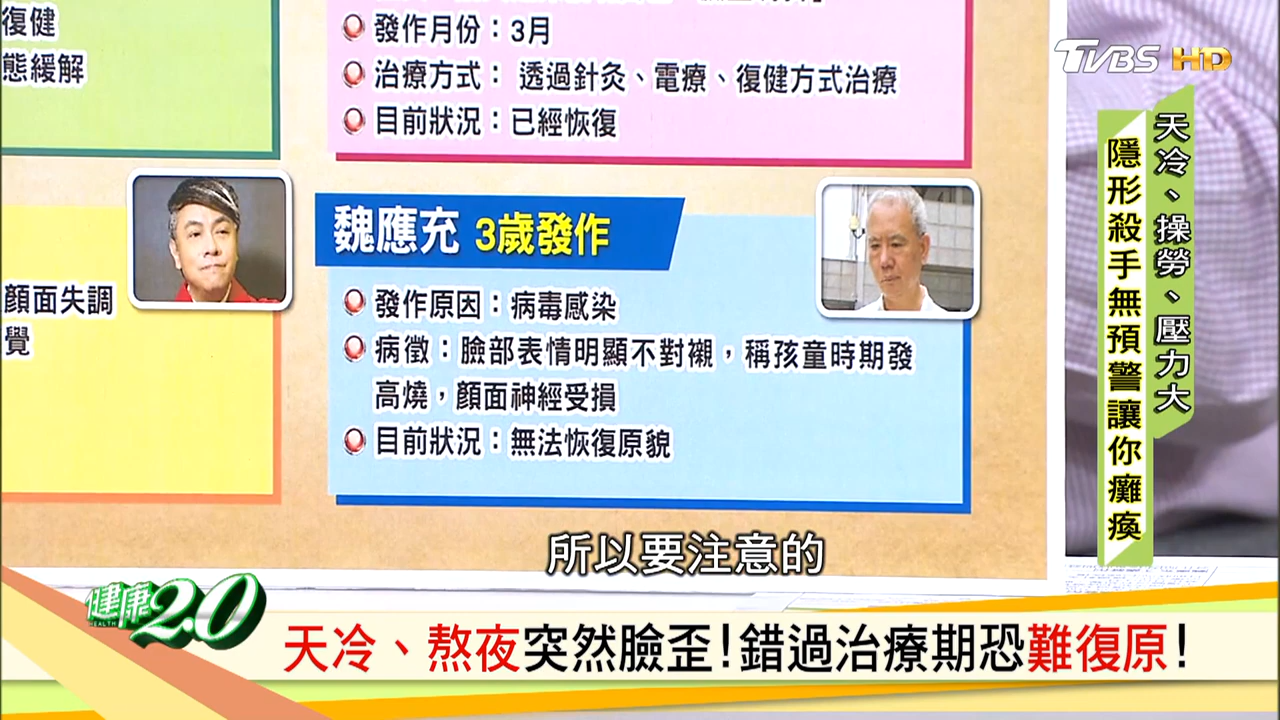 復健
態緩解
發作月份：3月
治療方式： 透過針灸、電療、復健方式治療
目前狀況：已經恢復
顏面失調
覺
魏應充 3歲發作
發作原因：病毒感染
病徵：臉部表情明顯不對襯，稱孩童時期發
高燒，顏面神經受損
目前狀況：無法恢復原貌
TVBS HD
天冷、操勞、壓力大
隱形殺手無預警讓你癱瘓
所以要注意的
健康2.0
HEALTH
天冷、熬夜突然臉歪！錯過治療期恐難復原！